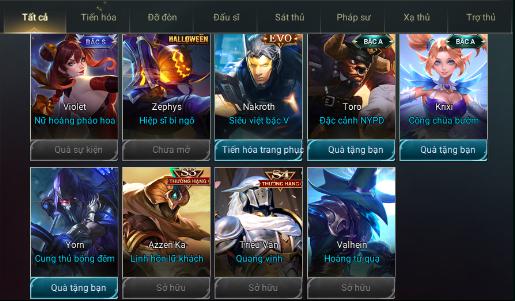 Tất cả Tiến hóa Đỡ đòn Đấu sĩ Sát thủ Pháp sư Xạ thủ Trợ thủ
BẬC S HALLOWEEN EVO BẬC A BẬC A
Violet Zephys Nakroth Toro Krixi
Nữ hoàng pháo hoa Hiệp sĩ bí ngô Siêu việt bậc V Đặc cảnh NYPD Công chúa bướm
Quà sự kiện Chưa mở Tiến hóa trang phục Quà tặng bạn Quà tặng bạn
THƯỞNG HẠNG S4 THƯỞNG HẠNG
Yorn Azzen'Ka Triệu Vân Valhein
Cung thủ bóng đêm Linh hồn lữ khách Quang vinh Hoàng tử quạ
Quà tặng bạn Sở hữu Sở hữu Sở hữu